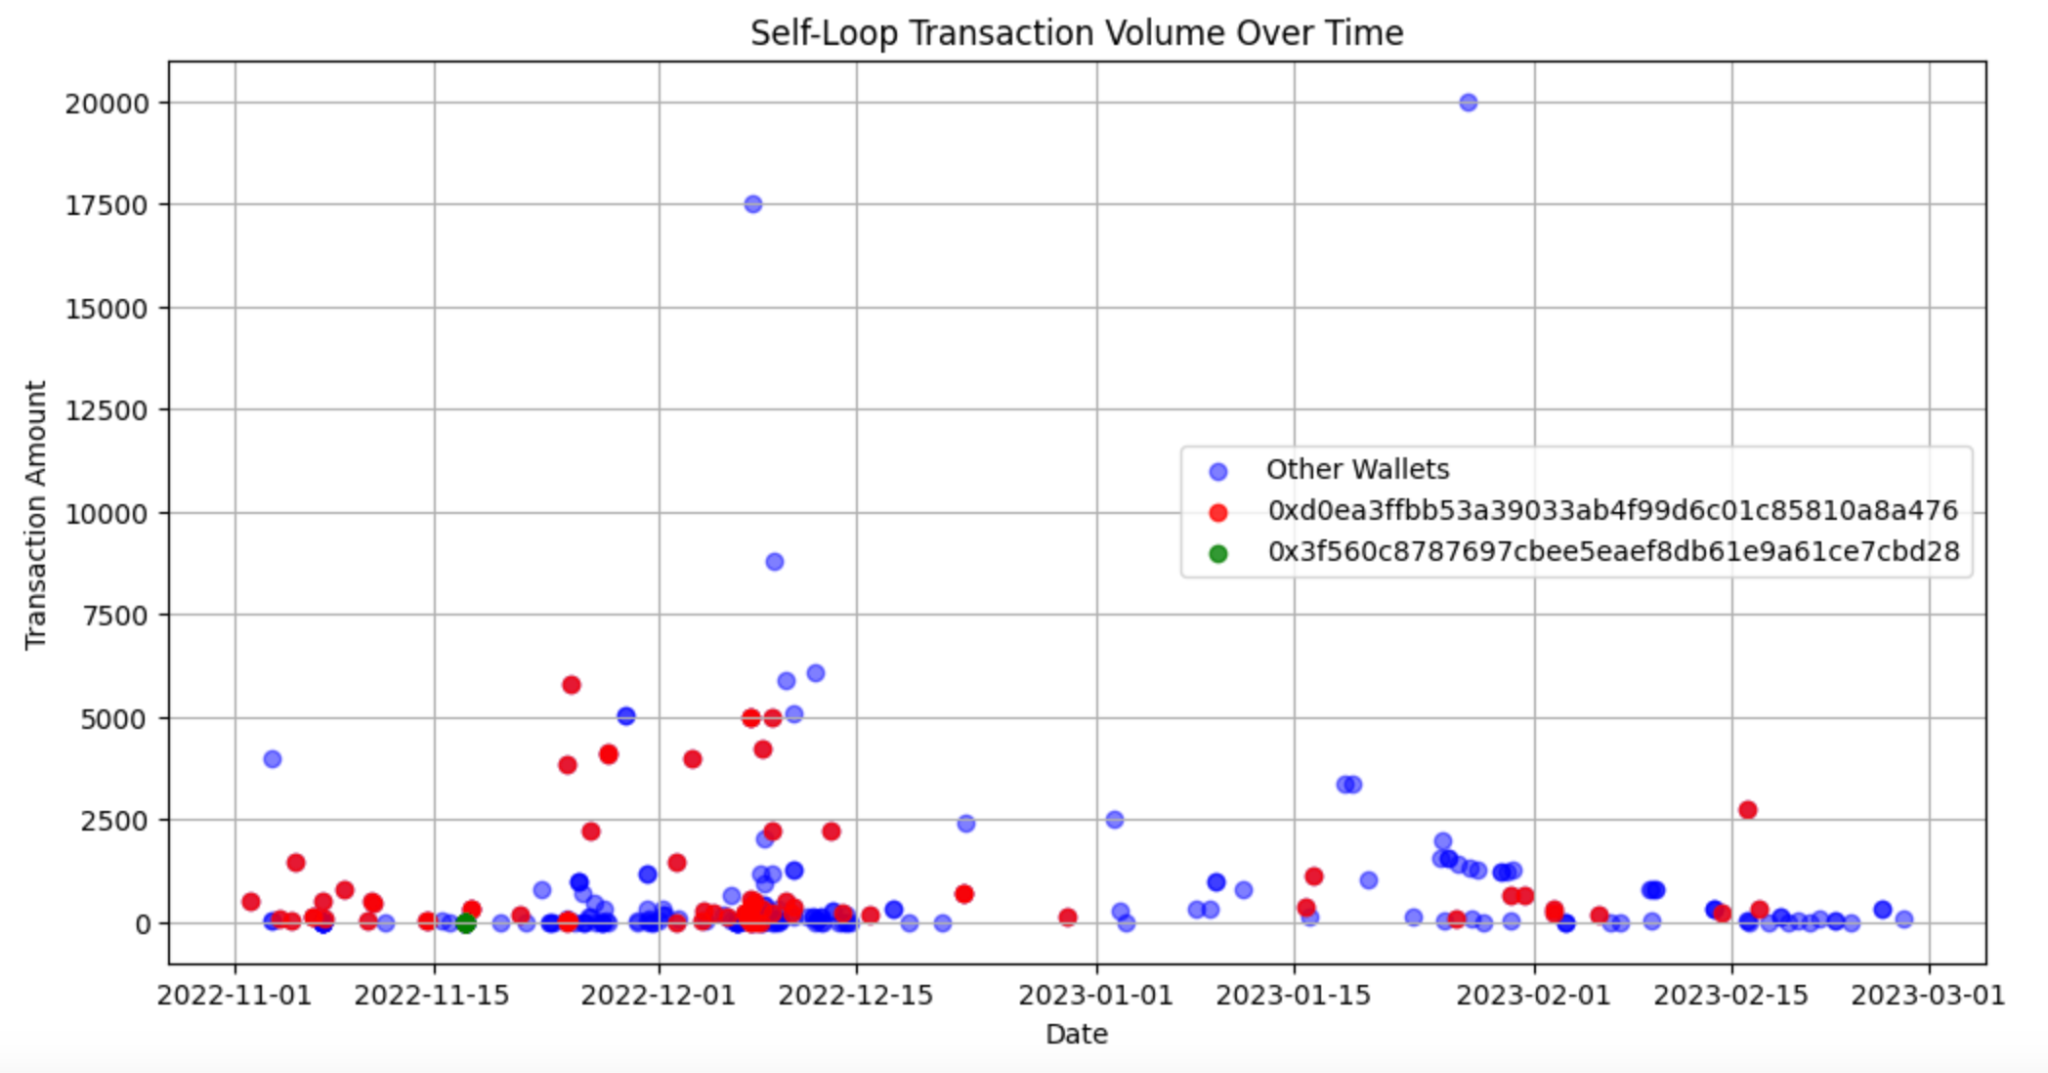 Self-Loop Transaction Volume Over Time
Transaction Amount
20000
17500
15000
12500
10000
7500
5000
2500
0
Other Wallets
0xd0ea3ffbb53a39033ab4f99d6c01c85810a8a476
0x3f560c8787697cbee5eaef8db61e9a61ce7cbd28
2022-11-01 2022-11-15 2022-12-01 2022-12-15 2023-01-01 2023-01-15 2023-02-01 2023-02-15 2023-03-01
Date